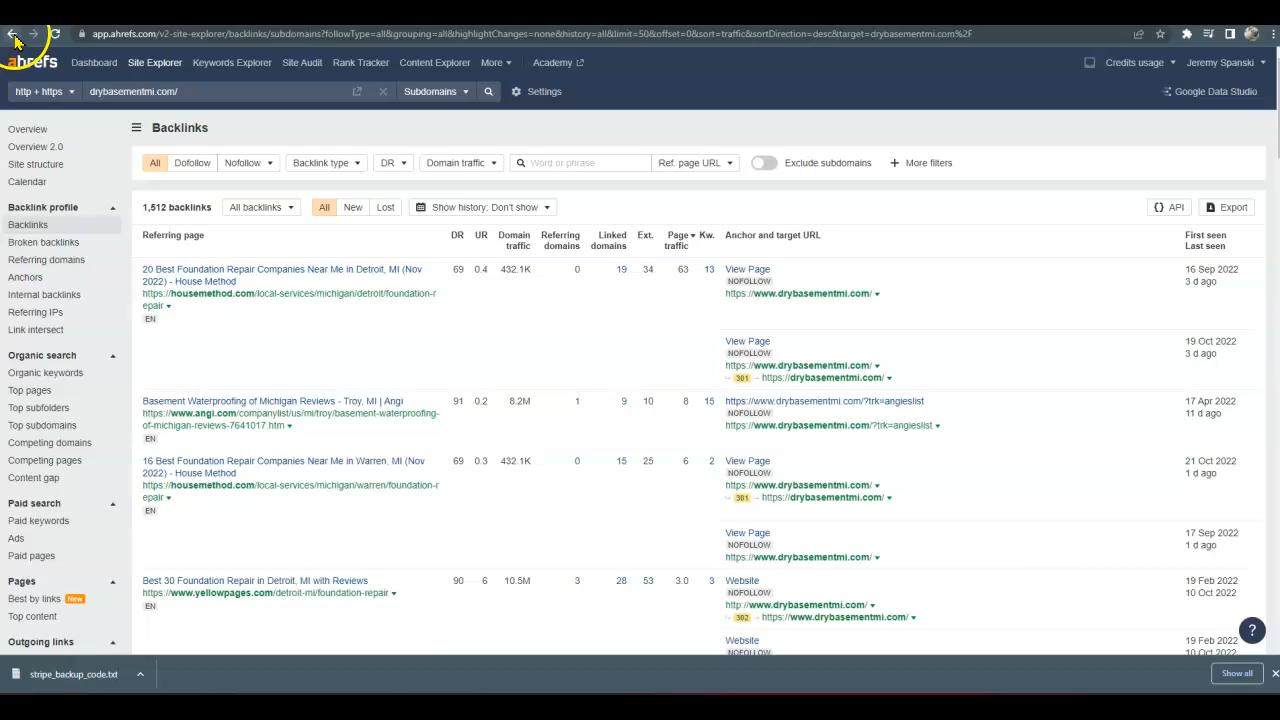 app.ahrefs.com/v2-site-explorer/backlinks/subdomains?followType=all&grouping=all&highlightChanges=none&history=all&limit=50&offset=0&sort=traffic&sortDirection=desc&target=drybasementmi.com%2F
ahrefs Dashboard Site Explorer Keywords Explorer Site Audit Rank Tracker Content Explorer More Academy Credits usage Jeremy Spanski
http + https drybasementmi.com/ Subdomains Settings Google Data Studio
Overview
Overview 2.0
Site structure
Calendar
Backlink profile
Backlinks
Broken backlinks
Referring domains
Anchors
Internal backlinks
Referring IPs
Link intersect
Organic search
Organic keywords
Top pages
Top subfolders
Top subdomains
Competing domains
Competing pages
Content gap
Paid search
Paid keywords
Ads
Paid pages
Pages
Best by links New
Top content
Outgoing links
Backlinks
All Dofollow Nofollow Backlink type DR Domain traffic Word or phrase Ref. page URL Exclude subdomains + More filters
1,512 backlinks All backlinks All New Lost Show history: Don't show {} API Export
Referring page DR UR Domain traffic Referring domains Linked domains Ext. Page traffic Kw. Anchor and target URL First seen Last seen
20 Best Foundation Repair Companies Near Me in Detroit, MI (Nov 2022) - House Method
https://housemethod.com/local-services/michigan/detroit/foundation-repair
EN
69 0.4 432.1K 0 19 34 63 13
View Page
NOFOLLOW
https://www.drybasementmi.com/
16 Sep 2022
3 d ago
View Page
NOFOLLOW
https://www.drybasementmi.com/
301 https://drybasementmi.com/
19 Oct 2022
3 d ago
Basement Waterproofing of Michigan Reviews - Troy, MI | Angi
https://www.angi.com/companylist/us/mi/troy/basement-waterproofing-of-michigan-reviews-7641017.htm
EN
91 0.2 8.2M 1 9 10 8 15
https://www.drybasementmi.com/?trk=angieslist
NOFOLLOW
https://www.drybasementmi.com/?trk=angieslist
17 Apr 2022
11 d ago
16 Best Foundation Repair Companies Near Me in Warren, MI (Nov 2022) - House Method
https://housemethod.com/local-services/michigan/warren/foundation-repair
EN
69 0.3 432.1K 0 15 25 6 2
View Page
NOFOLLOW
https://www.drybasementmi.com/
301 https://drybasementmi.com/
21 Oct 2022
1 d ago
View Page
NOFOLLOW
https://www.drybasementmi.com/
17 Sep 2022
1 d ago
Best 30 Foundation Repair in Detroit, MI with Reviews
https://www.yellowpages.com/detroit-mi/foundation-repair
EN
90 6 10.5M 3 28 53 3.0 3
Website
NOFOLLOW
http://www.drybasementmi.com/
302 https://www.drybasementmi.com/
19 Feb 2022
10 Oct 2022
Website
NOFOLLOW
19 Feb 2022
10 Oct 2022
?
stripe_backup_code.txt
Show all